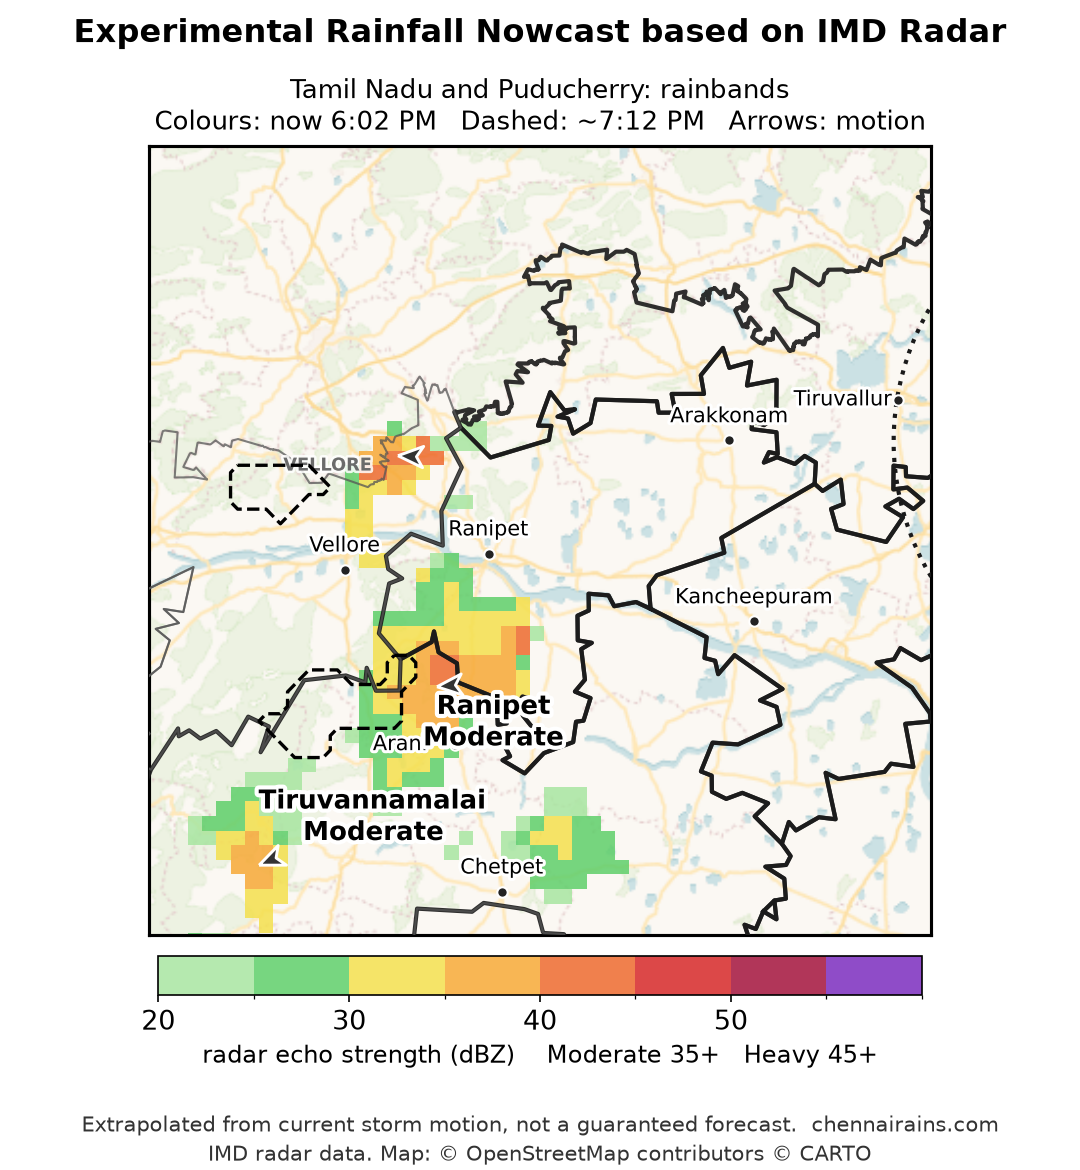 Experimental Rainfall Nowcast based on IMD Radar
Tamil Nadu and Puducherry: rainbands
Colours: now 6:02 PM   Dashed: ~7:12 PM   Arrows: motion
Tiruvallur
Arakkonam
VELLORE
Ranipet
Vellore
Kancheepuram
Ranipet
Moderate
Tiruvannamalai
Moderate
Chetpet
20 30 40 50
radar echo strength (dBZ)    Moderate 35+   Heavy 45+
Extrapolated from current storm motion, not a guaranteed forecast.  chennairains.com
IMD radar data. Map: © OpenStreetMap contributors © CARTO